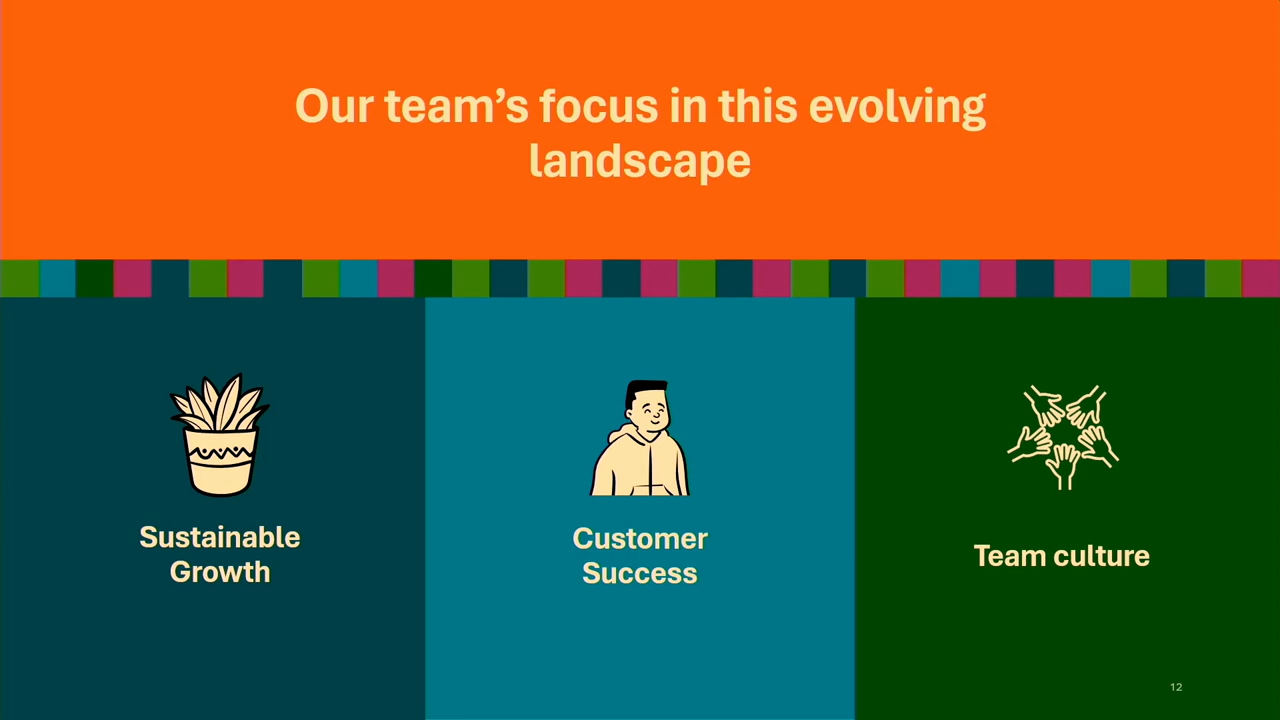 Our team’s focus in this evolving
landscape
Sustainable
Growth
Customer
Success
Team culture
12